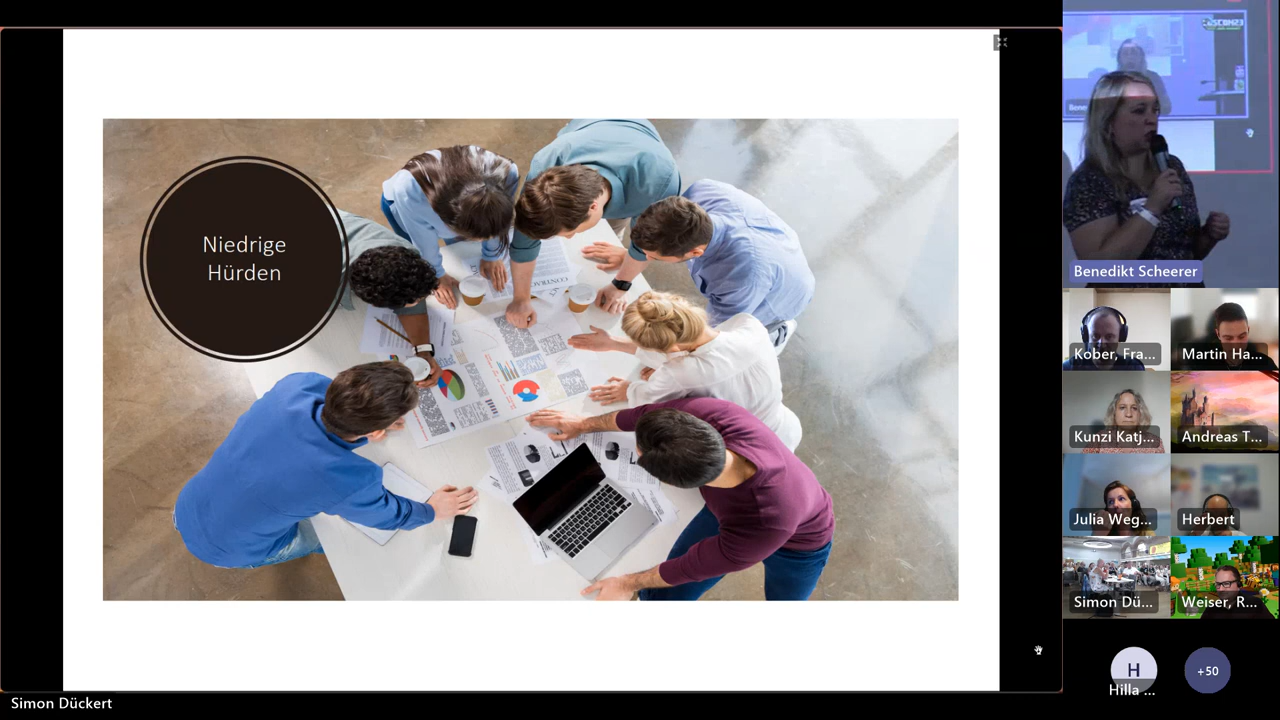 Niedrige
Hürden
CONTRACT
Benedikt Scheerer
Kober, Fra...
Martin Ha...
Kunzi Katj...
Andreas T...
Julia Weg...
Herbert
Simon Dü...
Weiser, R...
H
Hilla ...
+50
Simon Dückert